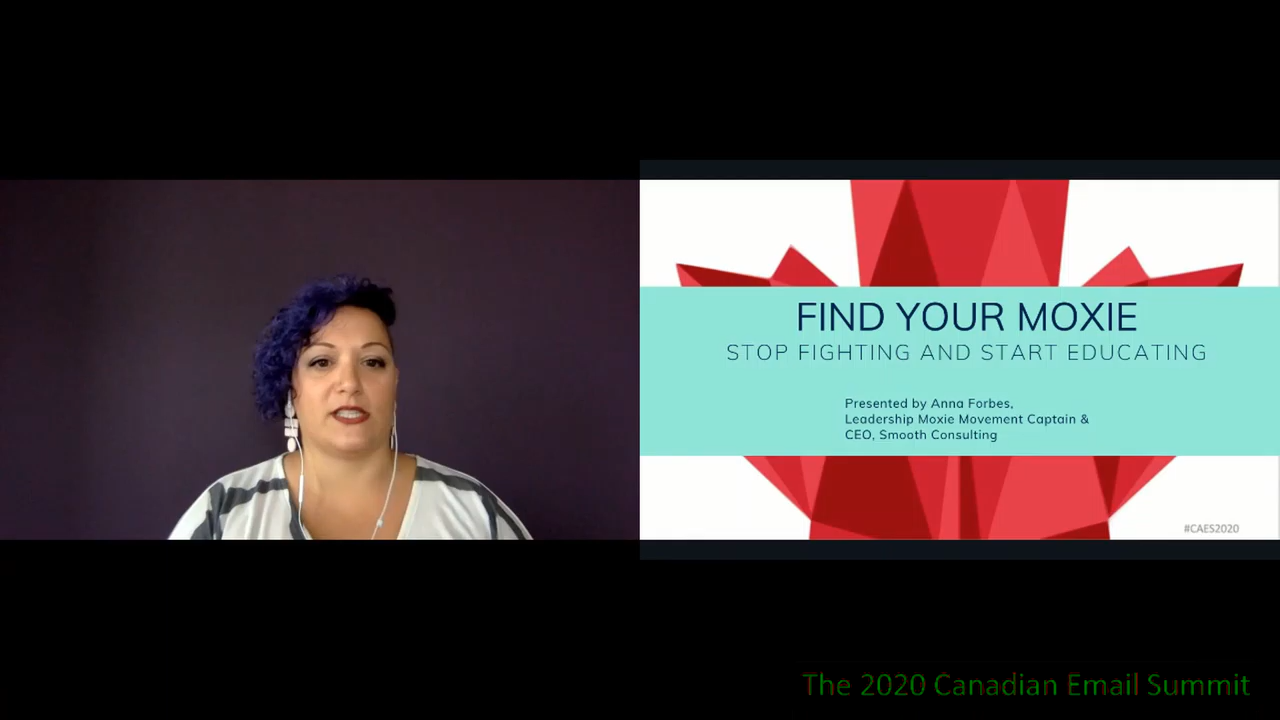 FIND YOUR MOXIE
STOP FIGHTING AND START EDUCATING
Presented by Anna Forbes,
Leadership Moxie Movement Captain &
CEO, Smooth Consulting
#CAES2020
The 2020 Canadian Email Summit